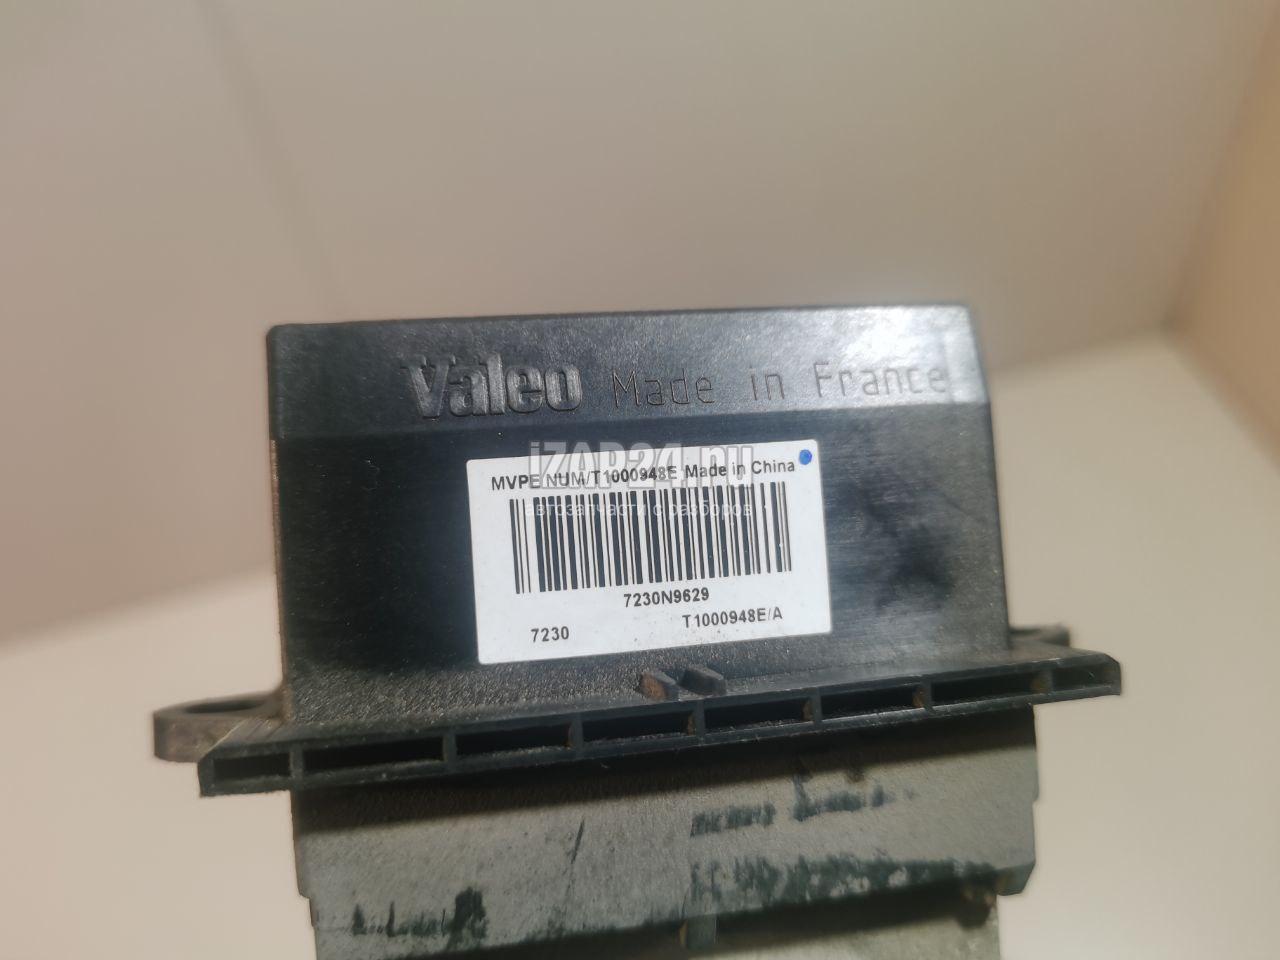 Valeo Made in France
iZAP24.ru
MVPE NUM/T1000948E Made in China
автозапчасти с разборов
7230N9629
7230 T1000948E/A